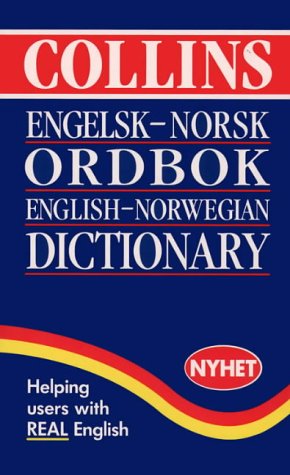 COLLINS
ENGELSK–NORSK
ORDBOK
ENGLISH–NORWEGIAN
DICTIONARY
NYHET
Helping
users with
REAL English